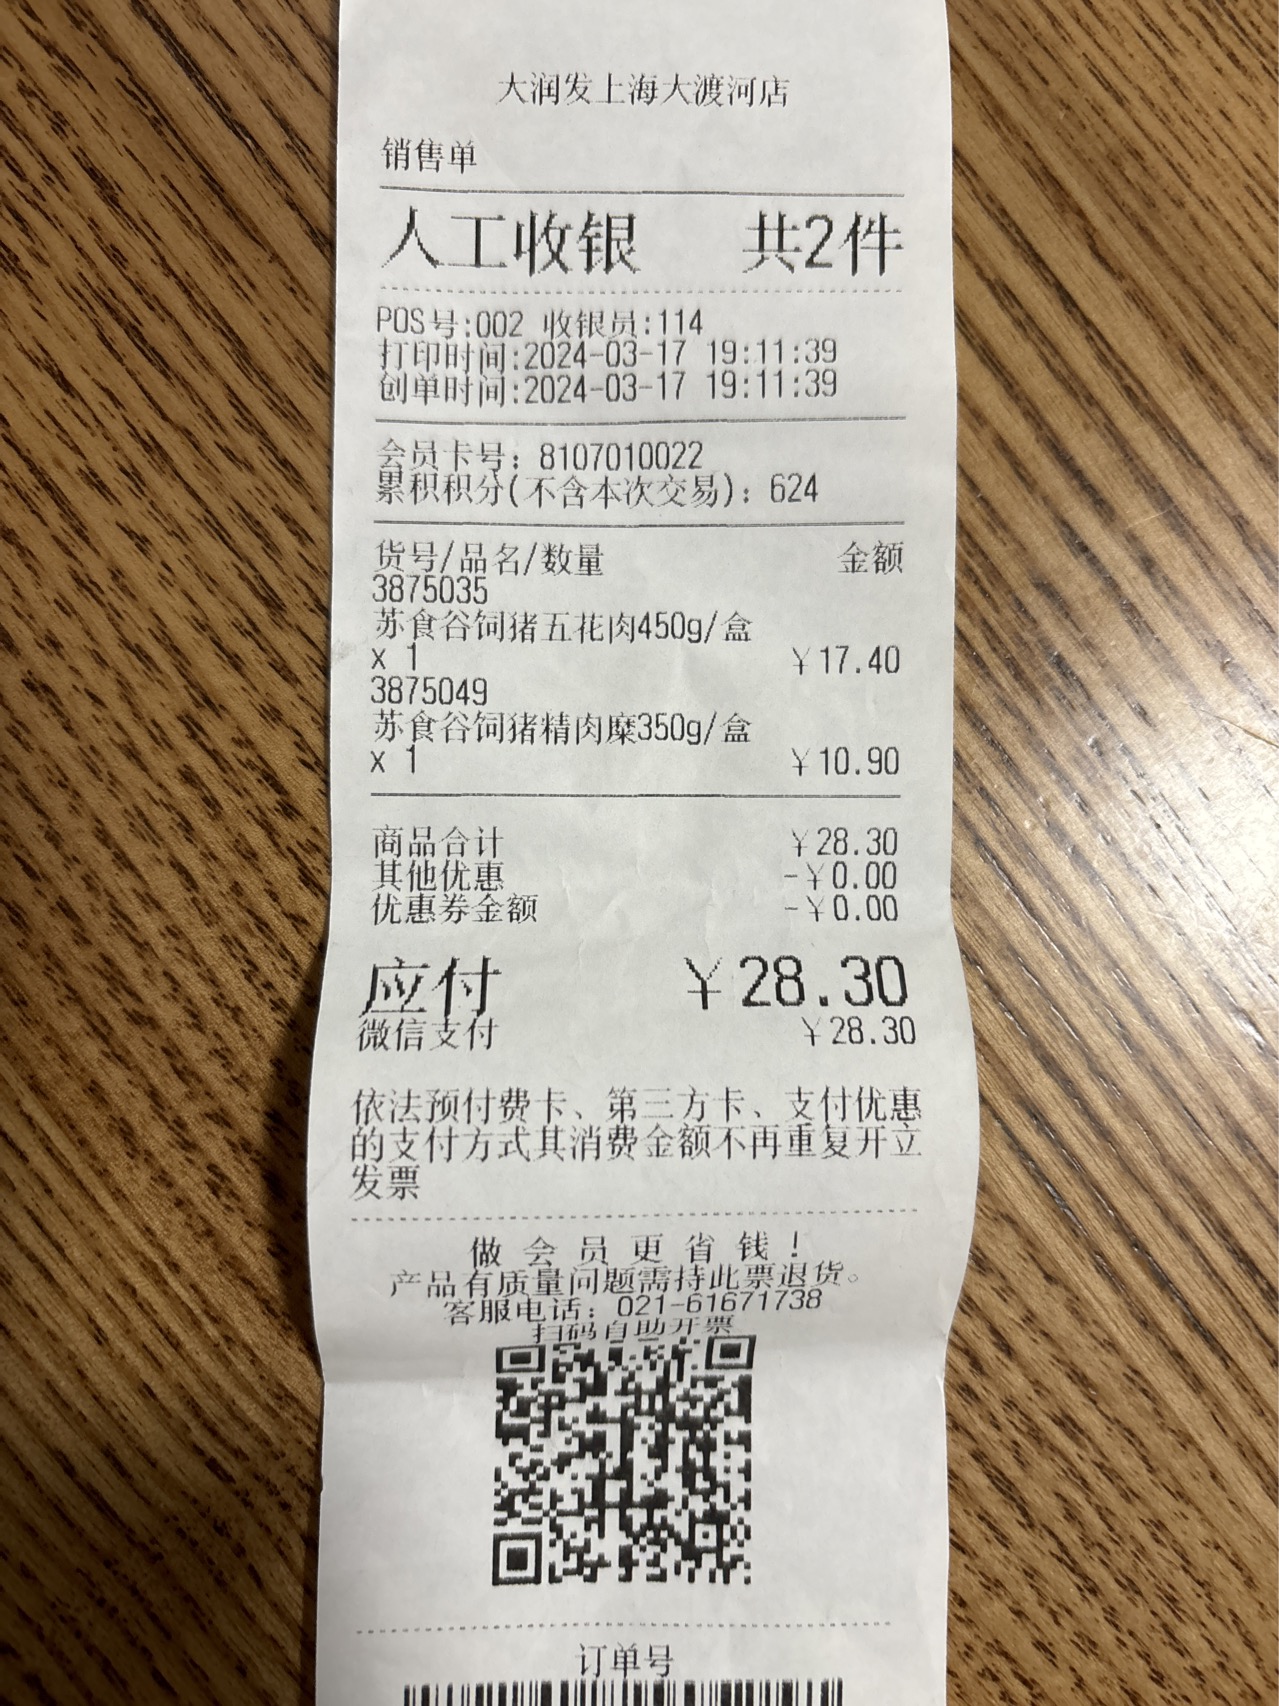 大润发上海大渡河店
销售单
人工收银 共2件
POS号:002 收银员:114
打印时间:2024-03-17 19:11:39
创单时间:2024-03-17 19:11:39
会员卡号: 8107010022
累积积分(不含本次交易): 624
货号/品名/数量 金额
3875035
苏食谷饲猪五花肉450g/盒
x 1 ￥17.40
3875049
苏食谷饲猪精肉糜350g/盒
x 1 ￥10.90
商品合计 ￥28.30
其他优惠 -￥0.00
优惠券金额 -￥0.00
应付 ￥28.30
微信支付 ￥28.30
依法预付费卡、第三方卡、支付优惠
的支付方式其消费金额不再重复开立
发票
做会员更省钱！
产品有质量问题需持此票退货。
客服电话: 021-61671738
扫码自助开票
订单号